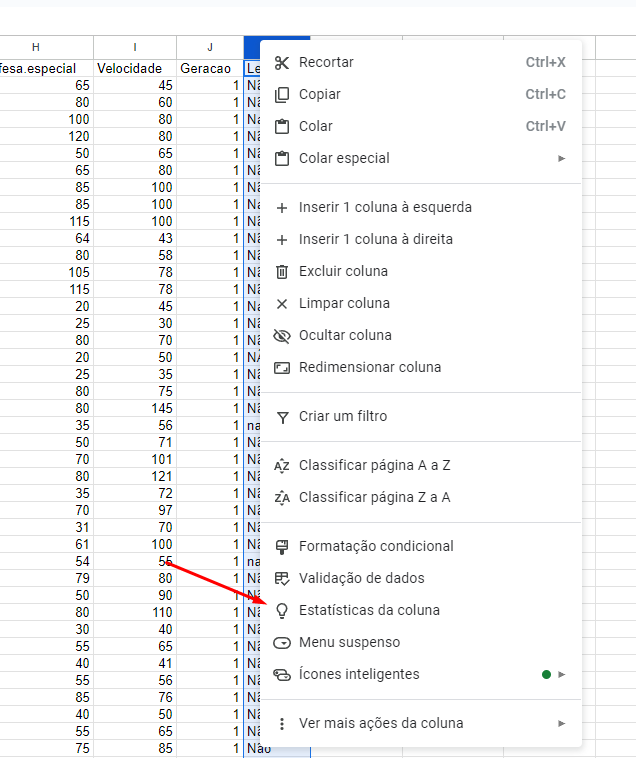 H I J
fesa.especial Velocidade Geracao Le
65 45 1 Nã
80 60 1 Nã
100 80 1 Nã
120 80 1 Nã
50 65 1 Nã
65 80 1 Nã
85 100 1 Nã
85 100 1 Nã
115 100 1 Nã
64 43 1 Nã
80 58 1 Nã
105 78 1 Nã
115 78 1 Nã
20 45 1 Nã
25 30 1 Nã
80 70 1 Nã
20 50 1 NÃ
25 35 1 Nã
80 75 1 Nã
80 145 1 Nã
35 56 1 na
50 71 1 Nã
70 101 1 Nã
80 121 1 Nã
35 72 1 Nã
70 97 1 Nã
31 70 1 Nã
61 100 1 Nã
54 55 1 na
79 80 1 Nã
50 90 1 Nã
80 110 1 Nã
30 40 1 Nã
55 65 1 Nã
40 41 1 Nã
55 56 1 Nã
85 76 1 Nã
40 50 1 Nã
55 65 1 Nã
75 85 1 Não
Recortar Ctrl+X
Copiar Ctrl+C
Colar Ctrl+V
Colar especial
Inserir 1 coluna à esquerda
Inserir 1 coluna à direita
Excluir coluna
Limpar coluna
Ocultar coluna
Redimensionar coluna
Criar um filtro
Classificar página A a Z
Classificar página Z a A
Formatação condicional
Validação de dados
Estatísticas da coluna
Menu suspenso
Ícones inteligentes
Ver mais ações da coluna